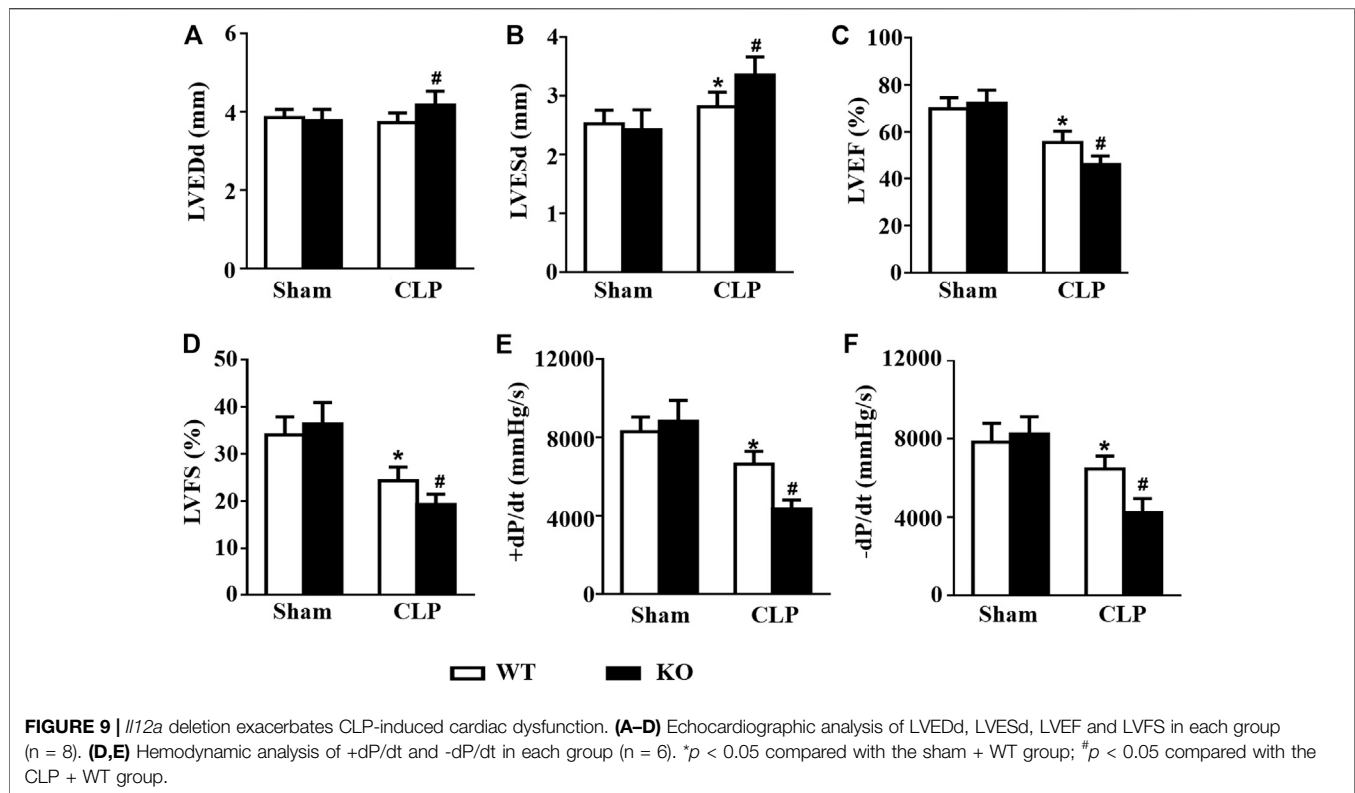 A
B
C
LVEDd (mm)
6
4
2
0
*
#
Sham CLP
LVESd (mm)
4
3
2
1
0
*
#
Sham CLP
LVEF (%)
100
80
60
40
20
0
*
#
Sham CLP
D
E
F
LVFS (%)
50
40
30
20
10
0
*
#
Sham CLP
+dP/dt (mmHg/s)
12000
8000
4000
0
*
#
Sham CLP
-dP/dt (mmHg/s)
12000
8000
4000
0
*
#
Sham CLP
WT KO
FIGURE 9 | Il12a deletion exacerbates CLP-induced cardiac dysfunction. (A–D) Echocardiographic analysis of LVEDd, LVESd, LVEF and LVFS in each group
(n = 8). (D,E) Hemodynamic analysis of +dP/dt and -dP/dt in each group (n = 6). *p < 0.05 compared with the sham + WT group; #p < 0.05 compared with the
CLP + WT group.